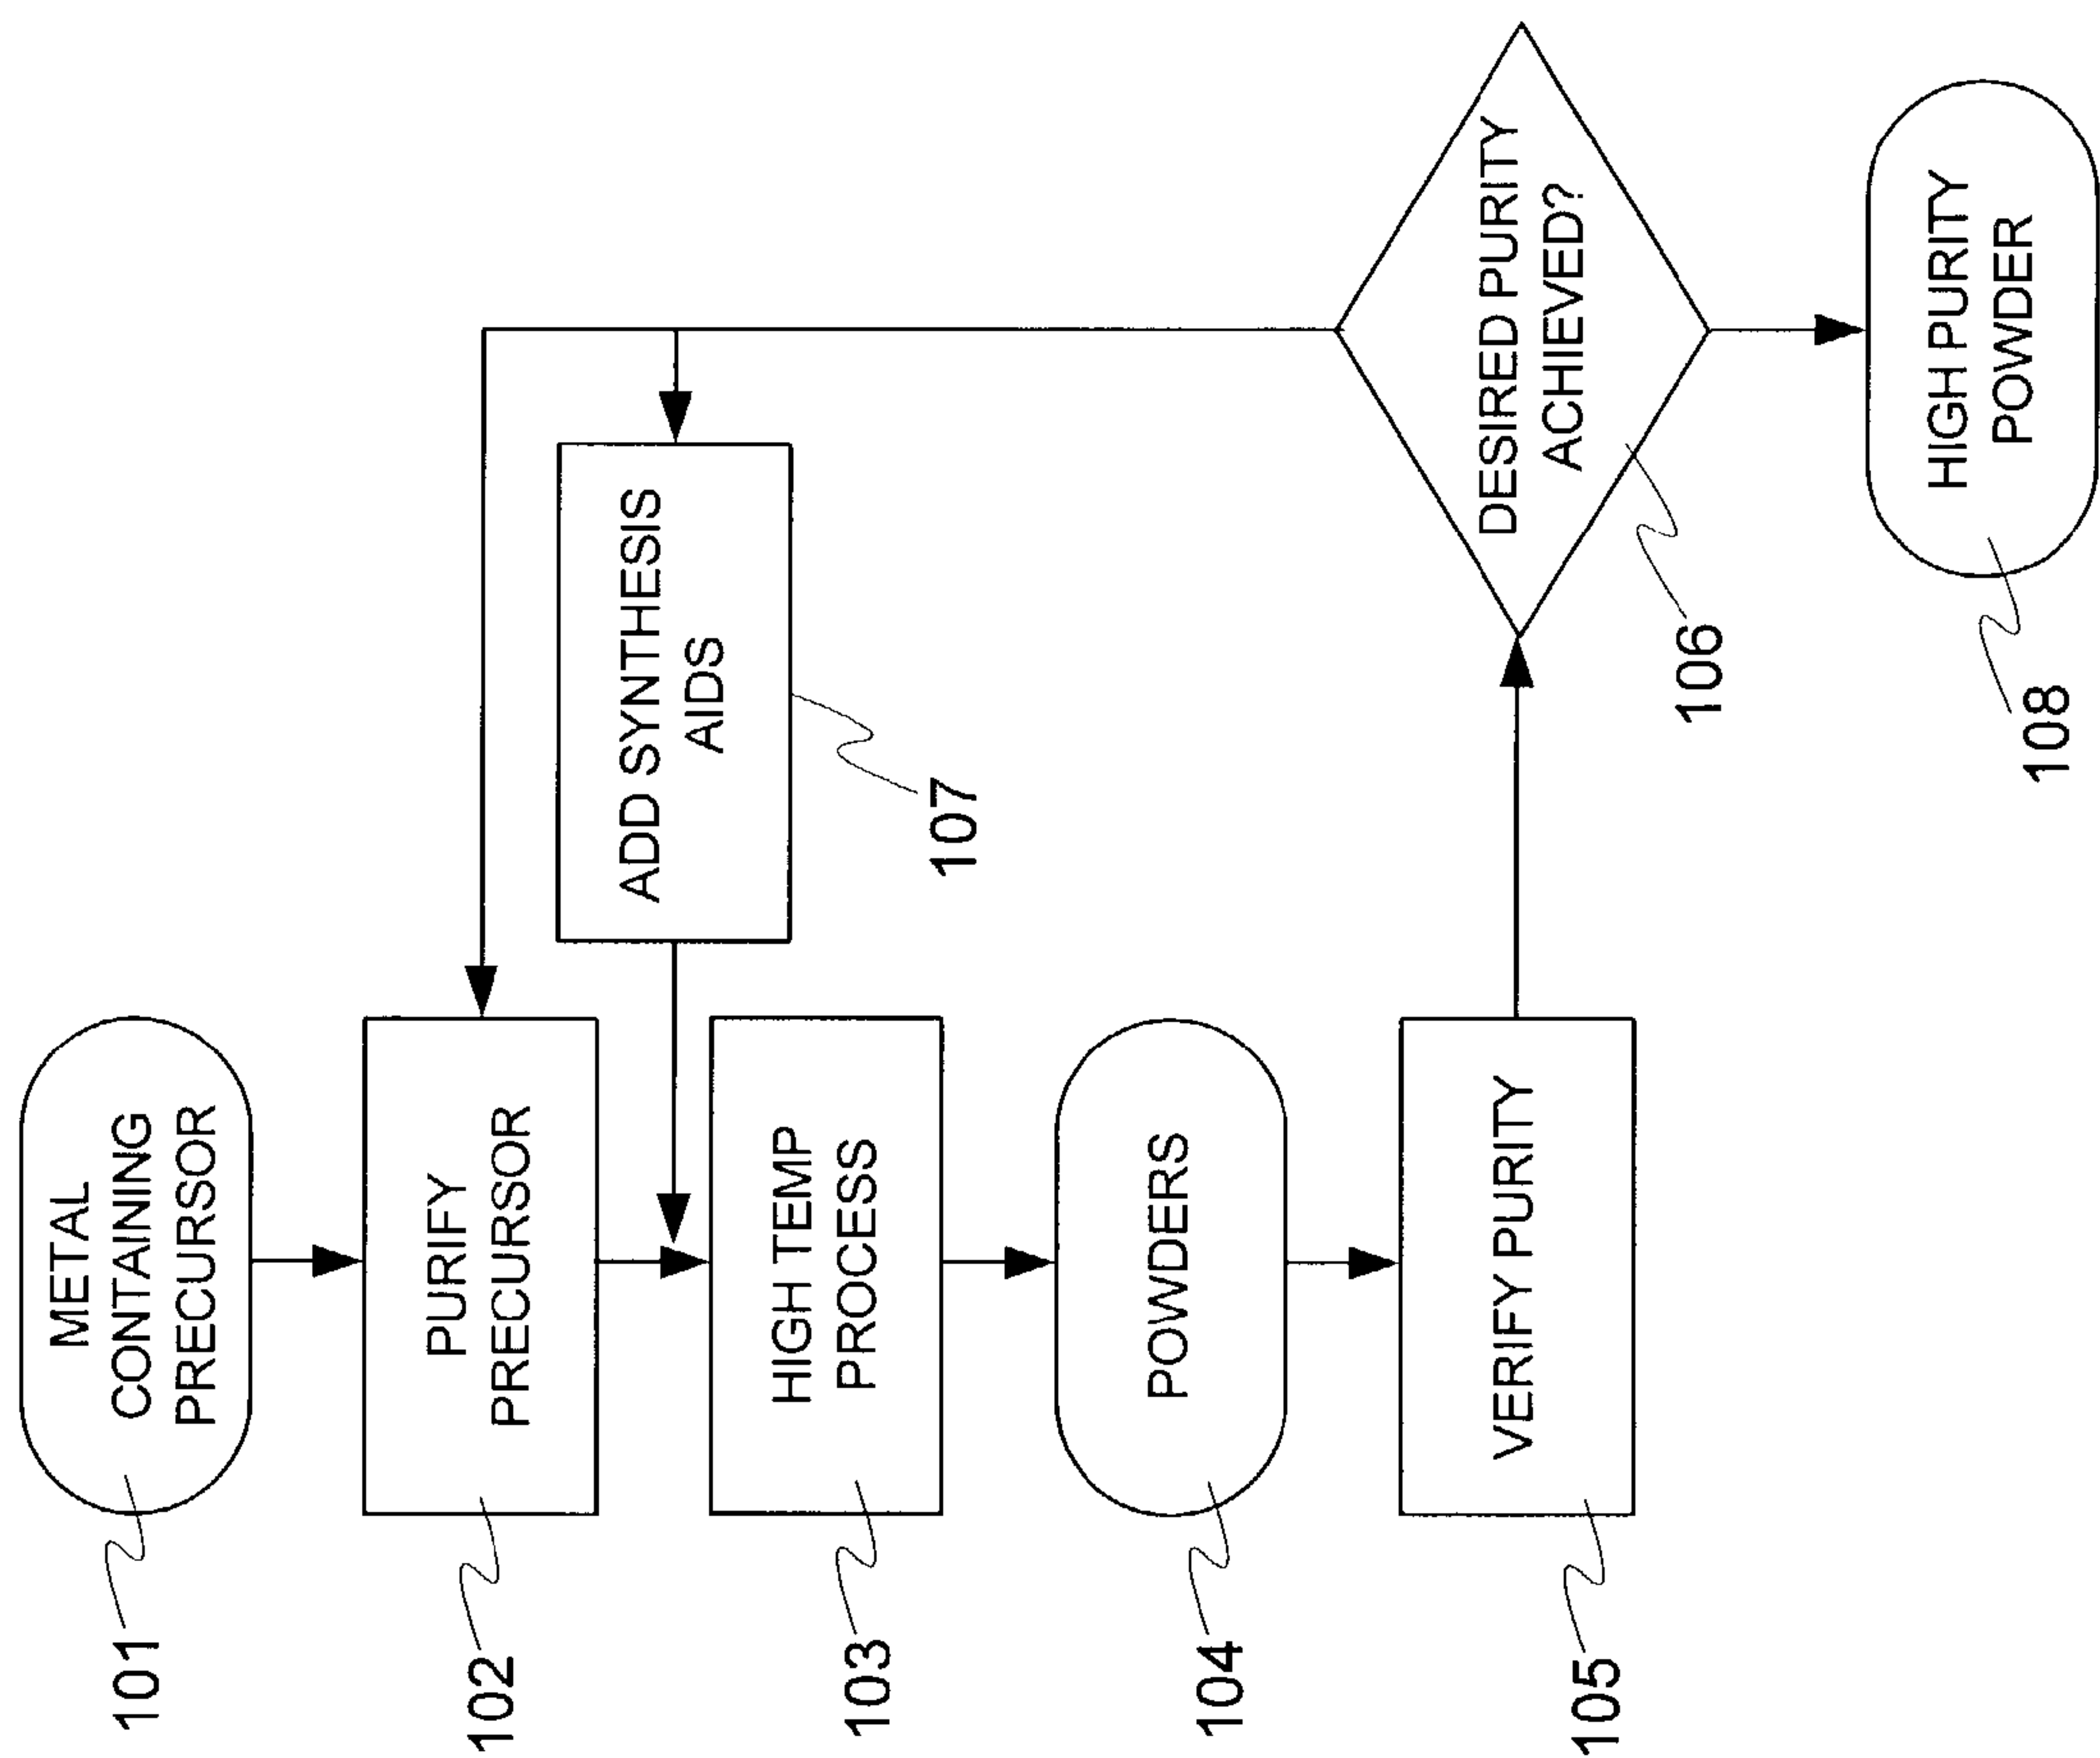 METAL
CONTAINING
PRECURSOR
101
PURIFY
PRECURSOR
102
HIGH TEMP
PROCESS
103
POWDERS
104
VERIFY PURITY
105
DESIRED PURITY
ACHIEVED?
106
ADD SYNTHESIS
AIDS
107
HIGH PURITY
POWDER
108